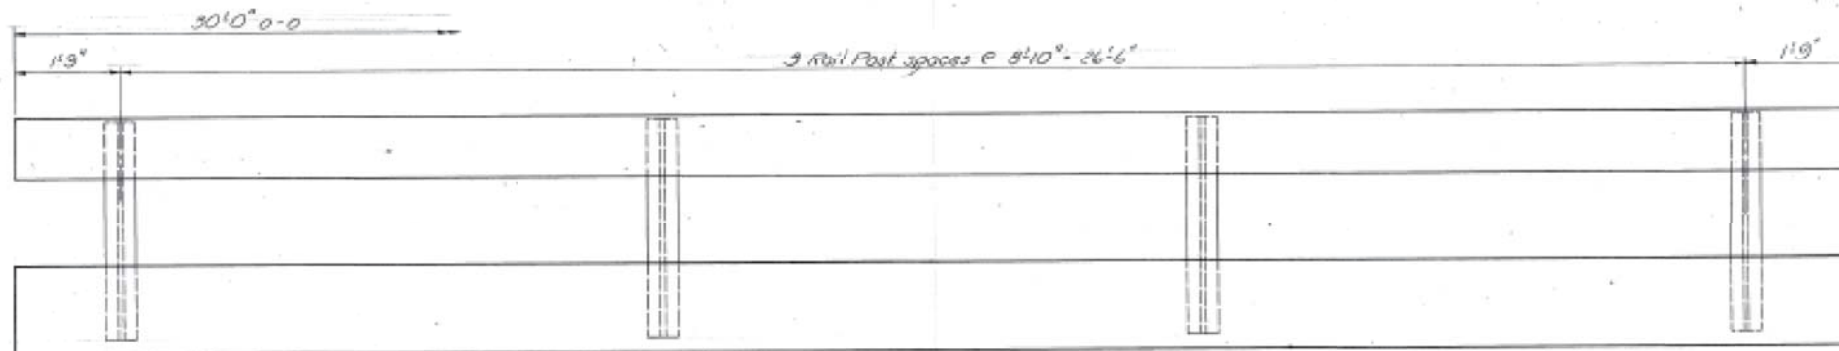 30'0" o-o
1'9"
3 Rail Post spaces @ 8'10" = 26'6"
1'9"